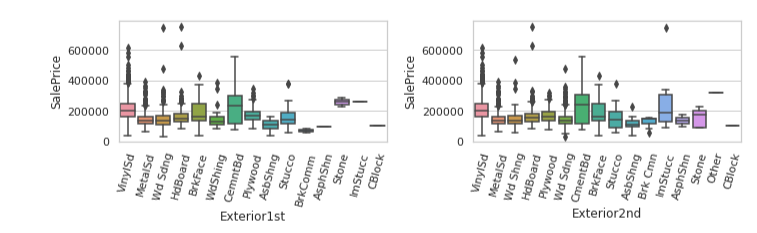 SalePrice
600000
400000
200000
0
VinylSd
MetalSd
Wd Sdng
HdBoard
BrkFace
WdShing
CemntBd
Plywood
AsbShng
Stucco
BrkComm
AsphShn
Stone
ImStucc
CBlock
Exterior1st
SalePrice
600000
400000
200000
0
VinylSd
MetalSd
Wd Shng
HdBoard
Plywood
Wd Sdng
CmentBd
BrkFace
Stucco
AsbShng
Brk Cmn
ImStucc
AsphShn
Stone
Other
CBlock
Exterior2nd